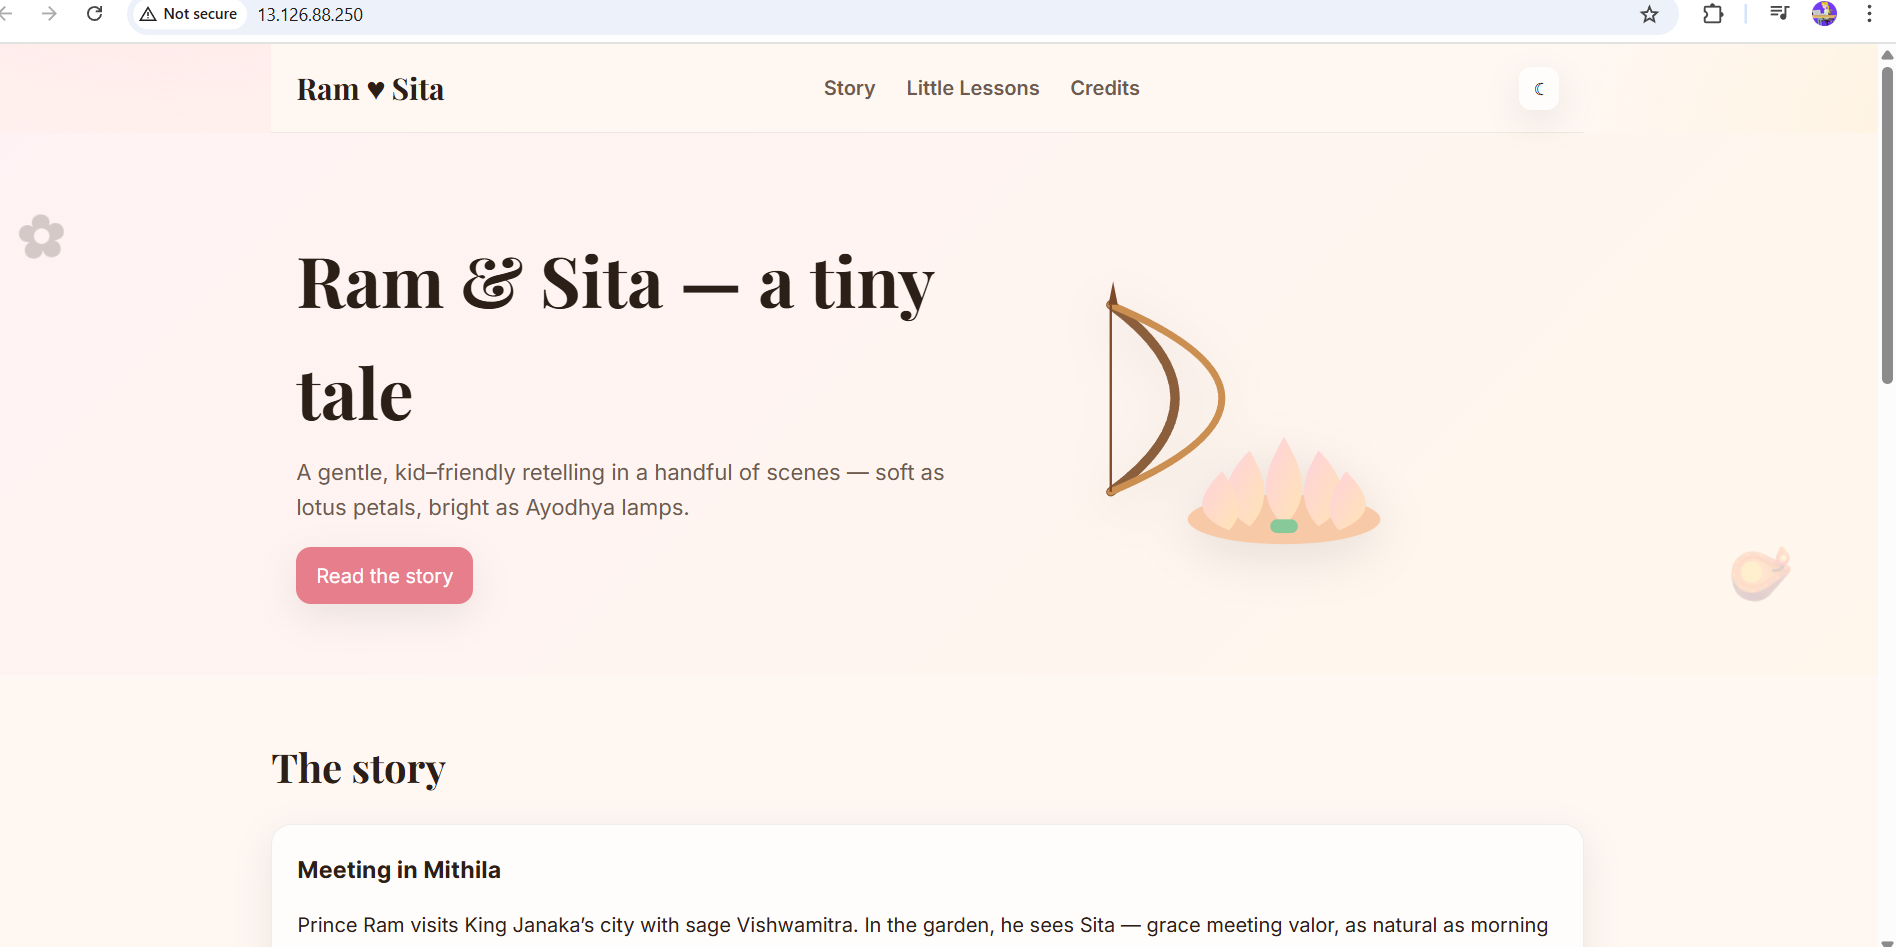 Not secure
13.126.88.250
Ram ♥ Sita
Story
Little Lessons
Credits
Ram & Sita — a tiny
tale
A gentle, kid–friendly retelling in a handful of scenes — soft as
lotus petals, bright as Ayodhya lamps.
Read the story
The story
Meeting in Mithila
Prince Ram visits King Janaka’s city with sage Vishwamitra. In the garden, he sees Sita — grace meeting valor, as natural as morning